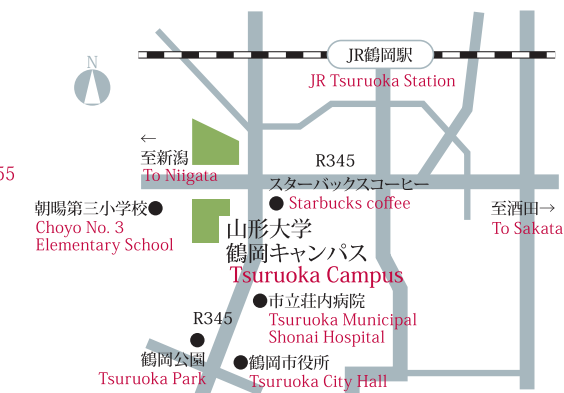 N
JR鶴岡駅
JR Tsuruoka Station
55
←
至新潟
To Niigata
R345
スターバックスコーヒー
Starbucks coffee
朝暘第三小学校
Choyo No. 3
Elementary School
至酒田→
To Sakata
山形大学
鶴岡キャンパス
Tsuruoka Campus
市立荘内病院
Tsuruoka Municipal
Shonai Hospital
R345
鶴岡公園
Tsuruoka Park
鶴岡市役所
Tsuruoka City Hall